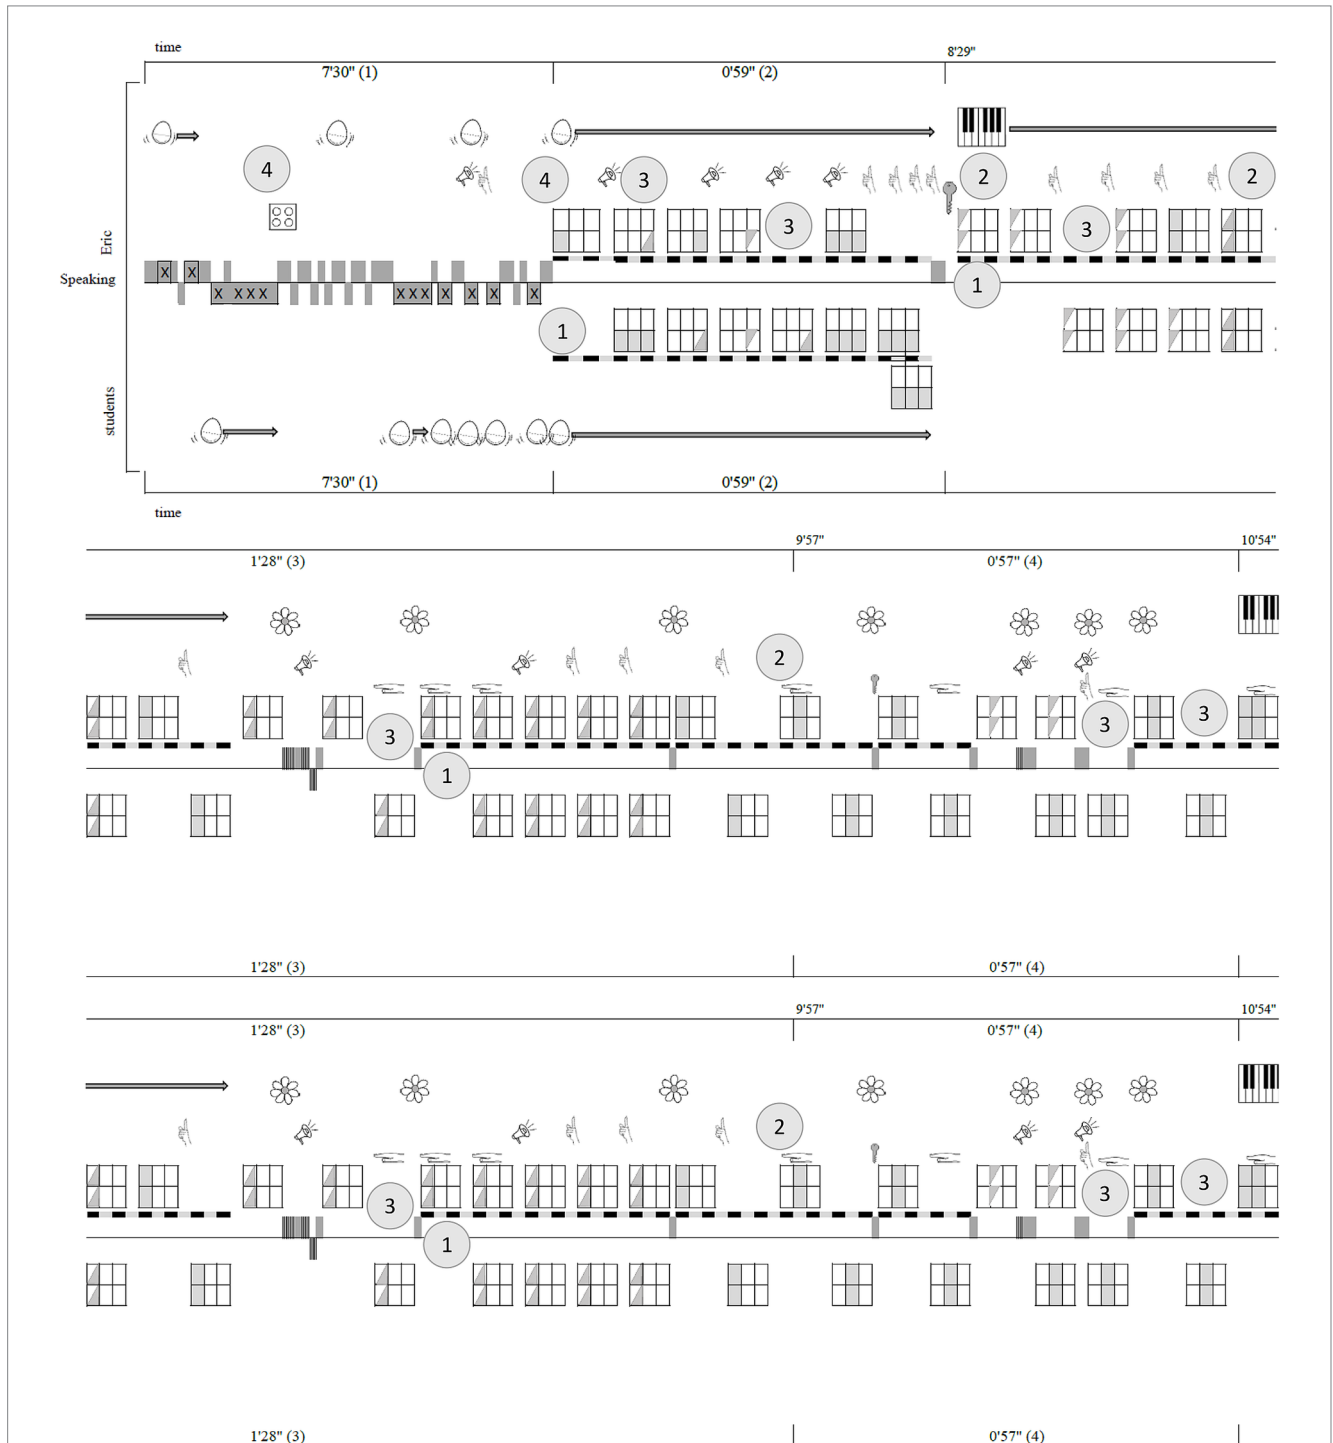 time
8'29"
7'30" (1) 0'59" (2)
4
4 3 2 2
3 3
Eric
Speaking
X X
X X X X X X X X X X X
1
1
students
7'30" (1) 0'59" (2)
time
9'57" 10'54"
1'28" (3) 0'57" (4)
2
3 3 3
1
1'28" (3) 0'57" (4)
9'57" 10'54"
1'28" (3) 0'57" (4)
2
3 3 3
1
1'28" (3) 0'57" (4)